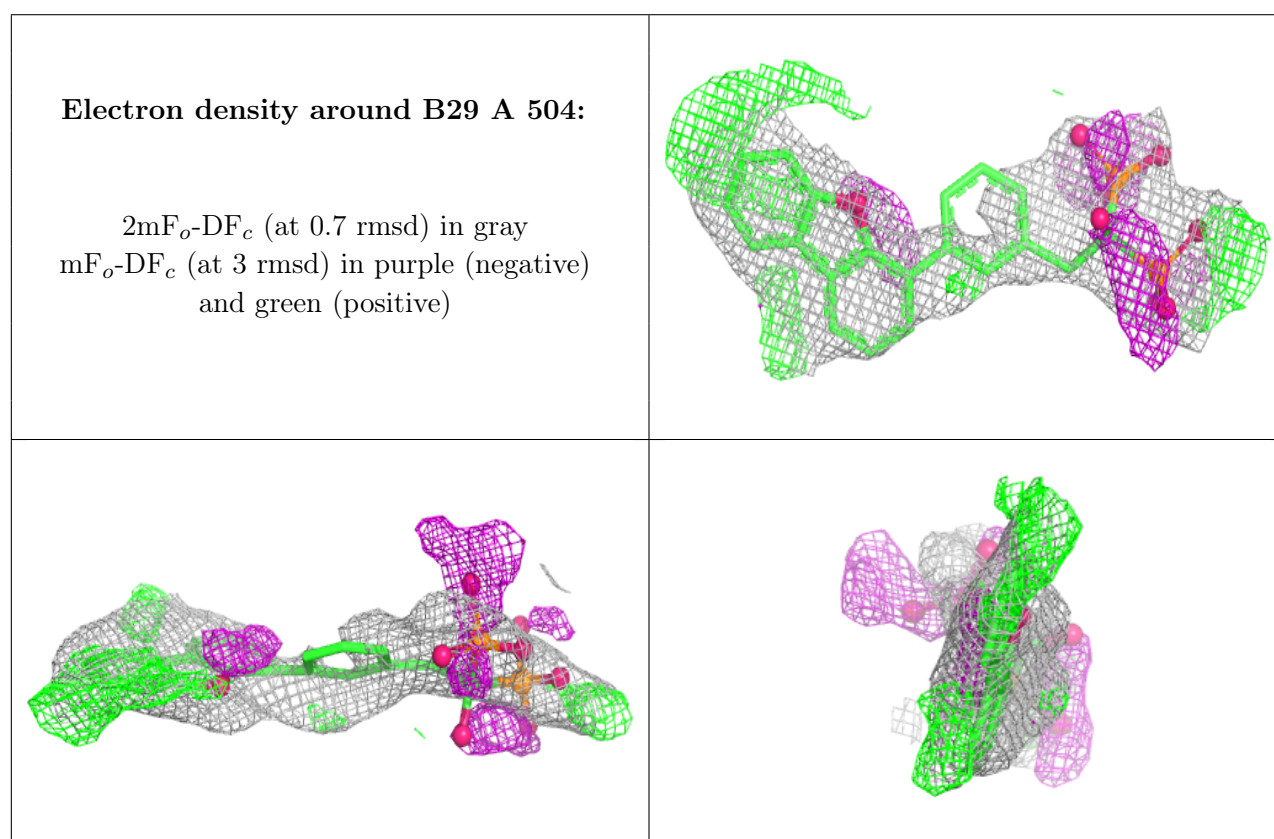 Electron density around B29 A 504:
2mFo-DFc (at 0.7 rmsd) in gray
mFo-DFc (at 3 rmsd) in purple (negative)
and green (positive)